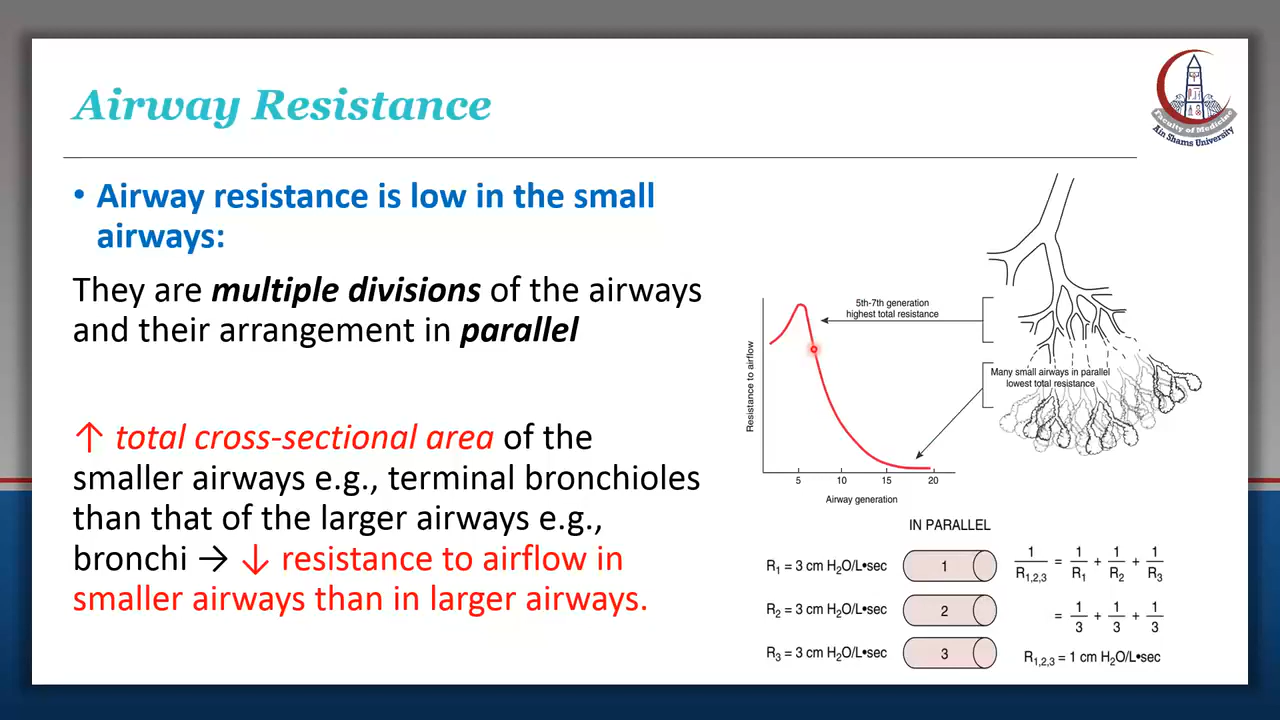 Airway Resistance
Faculty of Medicine
Ain Shams University
• Airway resistance is low in the small
airways:
They are multiple divisions of the airways
and their arrangement in parallel
↑ total cross-sectional area of the
smaller airways e.g., terminal bronchioles
than that of the larger airways e.g.,
bronchi → ↓ resistance to airflow in
smaller airways than in larger airways.
5th-7th generation
highest total resistance
Many small airways in parallel
lowest total resistance
Resistance to airflow
5 10 15 20
Airway generation
IN PARALLEL
R1 = 3 cm H2O/L•sec
1
1/R1,2,3 = 1/R1 + 1/R2 + 1/R3
R2 = 3 cm H2O/L•sec
2
= 1/3 + 1/3 + 1/3
R3 = 3 cm H2O/L•sec
3
R1,2,3 = 1 cm H2O/L•sec